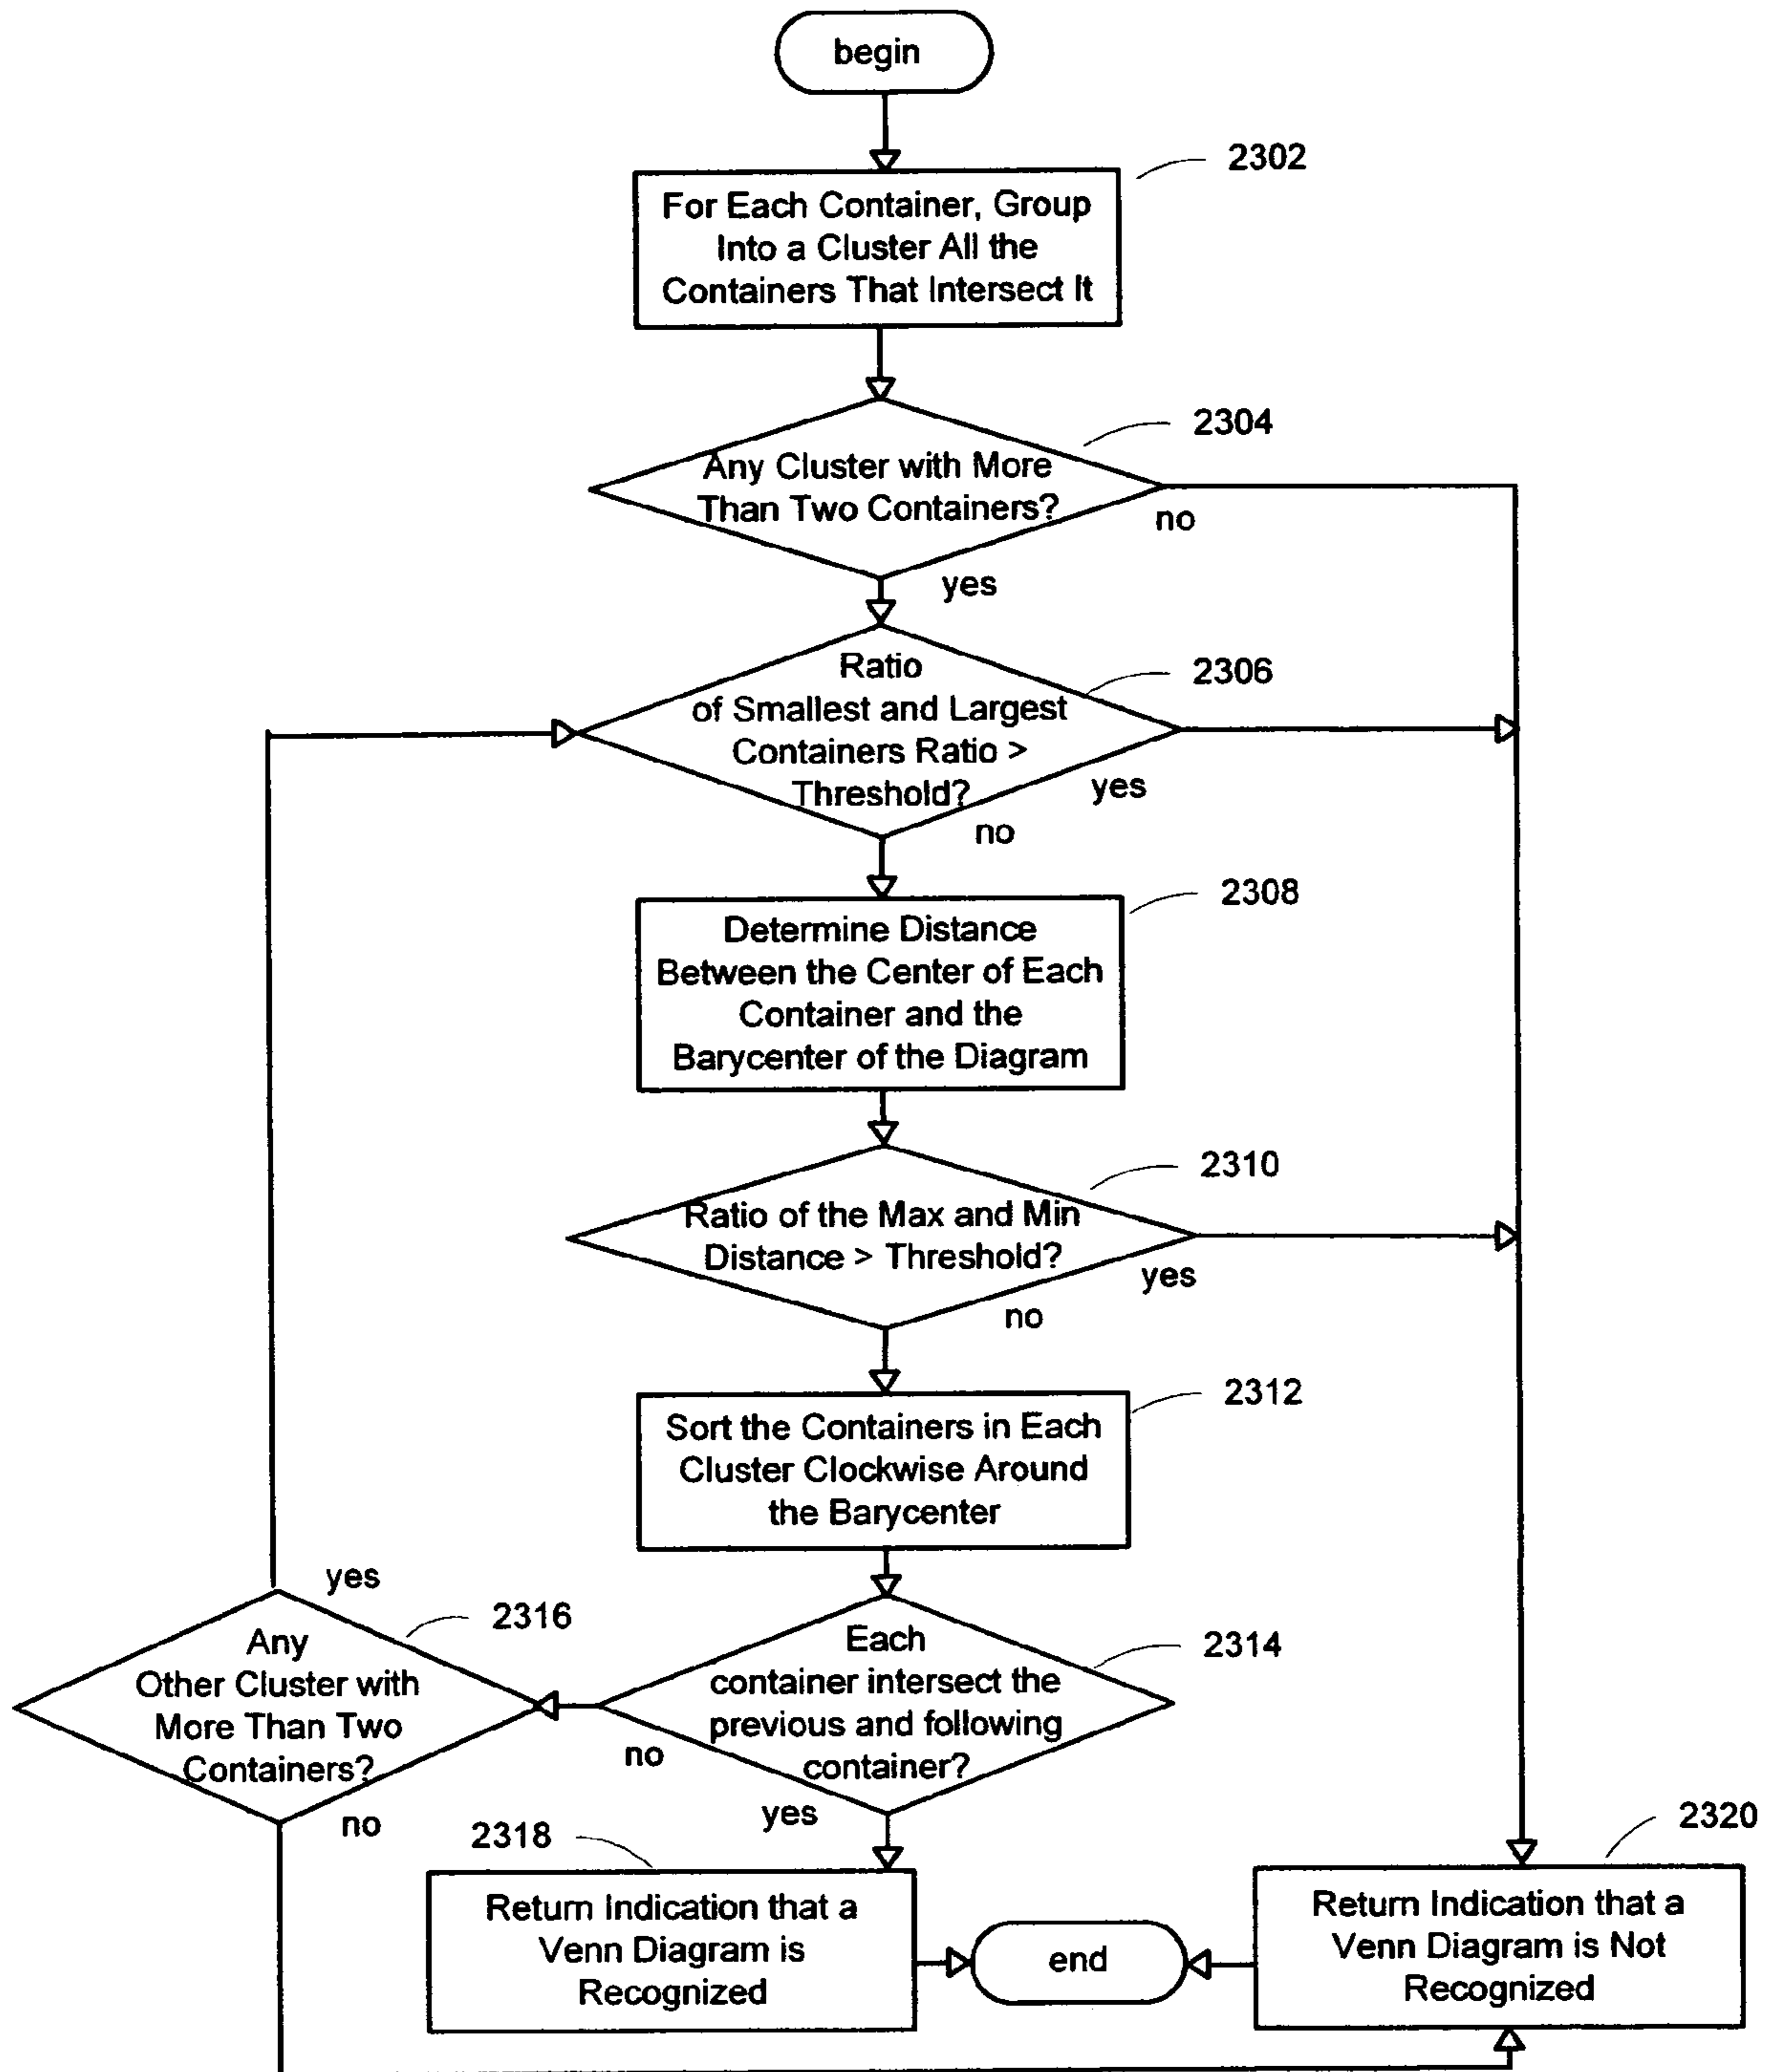 begin
2302
For Each Container, Group
Into a Cluster All the
Containers That Intersect It
2304
Any Cluster with More
Than Two Containers?
no
yes
Ratio
2306
of Smallest and Largest
Containers Ratio >
Threshold?
yes
no
2308
Determine Distance
Between the Center of Each
Container and the
Barycenter of the Diagram
2310
Ratio of the Max and Min
Distance > Threshold?
yes
no
2312
Sort the Containers in Each
Cluster Clockwise Around
the Barycenter
yes
2316
Any
Other Cluster with
More Than Two
Containers?
no
2314
Each
container intersect the
previous and following
container?
no
yes
2318
Return Indication that a
Venn Diagram is
Recognized
end
2320
Return Indication that a
Venn Diagram is Not
Recognized